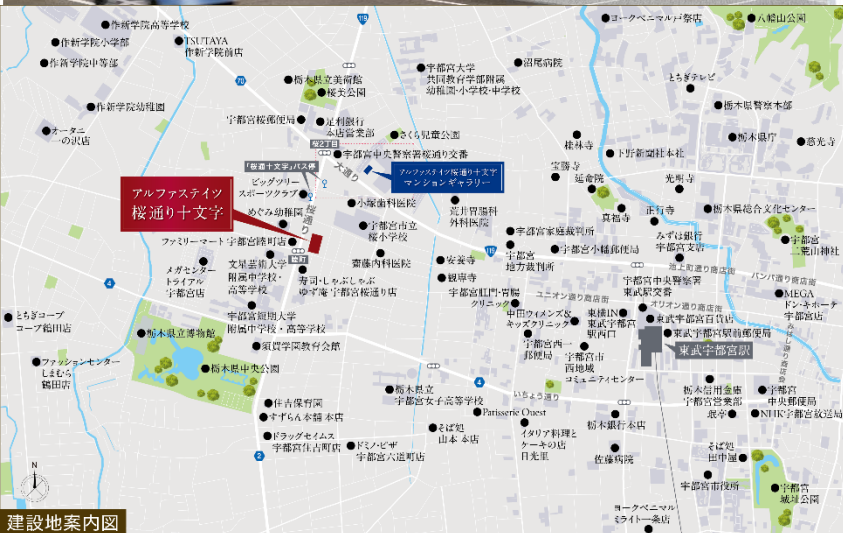 作新学院高等学校
作新学院小学部
作新学院中等部
TSUTAYA
作新学院前店
作新学院幼稚園
オータニ
一の沢店
119
70
栃木県立美術館
桜美公園
宇都宮桜郵便局
足利銀行
本店営業部
宇都宮大学
共同教育学部附属
幼稚園・小学校・中学校
沼尾病院
ヨークベニマル戸祭店
八幡山公園
とちぎテレビ
栃木県警察本部
栃木県庁
慈光寺
さくら児童公園
桜2丁目
宇都宮中央警察署桜通り交番
「桜通十文字」バス停
大通り
アルファステイツ桜通り十文字
マンションギャラリー
桂林寺
下野新聞社本社
宝勝寺
延命院
光明寺
アルファステイツ
桜通り十文字
ビッグツリー
スポーツクラブ
めぐみ幼稚園
桜通り
小塚歯科医院
宇都宮市立
桜小学校
荒井胃腸科
外科医院
真福寺
正行寺
栃木県総合文化センター
ファミリーマート宇都宮睦町店
睦町
齋藤内科医院
安養寺
観専寺
119
宇都宮家庭裁判所
宇都宮
地方裁判所
宇都宮小幡郵便局
みずほ銀行
宇都宮支店
宇都宮
二荒山神社
池上町通り商店街
バンバ通り商店街
メガセンター
トライアル
宇都宮店
文星芸術大学
附属中学校・
高等学校
寿司・しゃぶしゃぶ
ゆず庵 宇都宮桜通り店
宇都宮肛門・胃腸
クリニック
ユニオン通り商店街
宇都宮中央警察署
東武駅交番
オリオン通り商店街
MEGA
ドン・キホーテ
宇都宮店
4
とちぎコープ
コープ鶴田店
宇都宮短期大学
附属中学校・高等学校
中田ウィメンズ&
キッズクリニック
東横IN
東武宇都宮
駅西口
東武宇都宮百貨店
東武宇都宮駅前郵便局
東武宇都宮駅
みはし通り商店街
栃木県立博物館
須賀学園教育会館
宇都宮西一
郵便局
宇都宮市
西地域
コミュニティセンター
ファッションセンター
しまむら
鶴田店
栃木県中央公園
4
いちょう通り
栃木県立
宇都宮女子高等学校
栃木信用金庫
宇都宮営業部
宇都宮
中央郵便局
住吉保育園
すずらん本舗 本店
Patisserie Ouest
栃木銀行本店
珉亭
NHK宇都宮放送局
ドラッグセイムス
宇都宮住吉町店
ドミノ・ピザ
宇都宮六道町店
そば処
山本 本店
イタリア料理と
ケーキの店
日光里
佐藤病院
そば処
田中屋
2
宇都宮市役所
宇都宮
城址公園
N
ヨークベニマル
ミライト一条店
建設地案内図